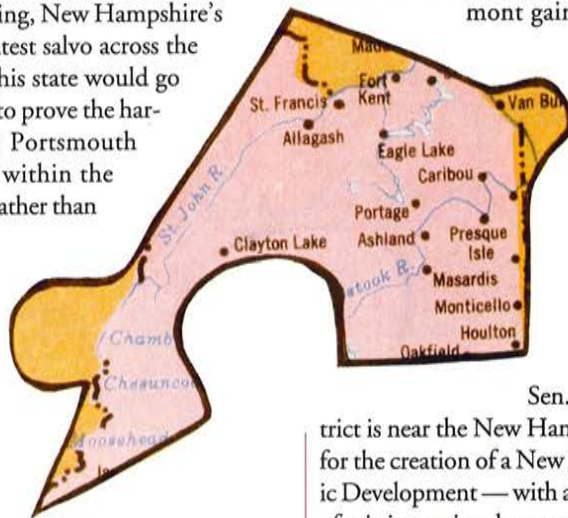 ing, New Hampshire's
test salvo across the
his state would go
to prove the har-
Portsmouth
within the
ather than
mont gain
Fort
Kent
St. Francis
Allagash
Van Bu
Eagle Lake
Caribou
Portage
Ashland
Presque
Isle
St. John R.
Clayton Lake
stook R.
Masardis
Monticello
Houlton
Oakfield
Chamb
Chesuncoo
Moosehead
Sen.
trict is near the New Ham
for the creation of a New
ic Development — with a